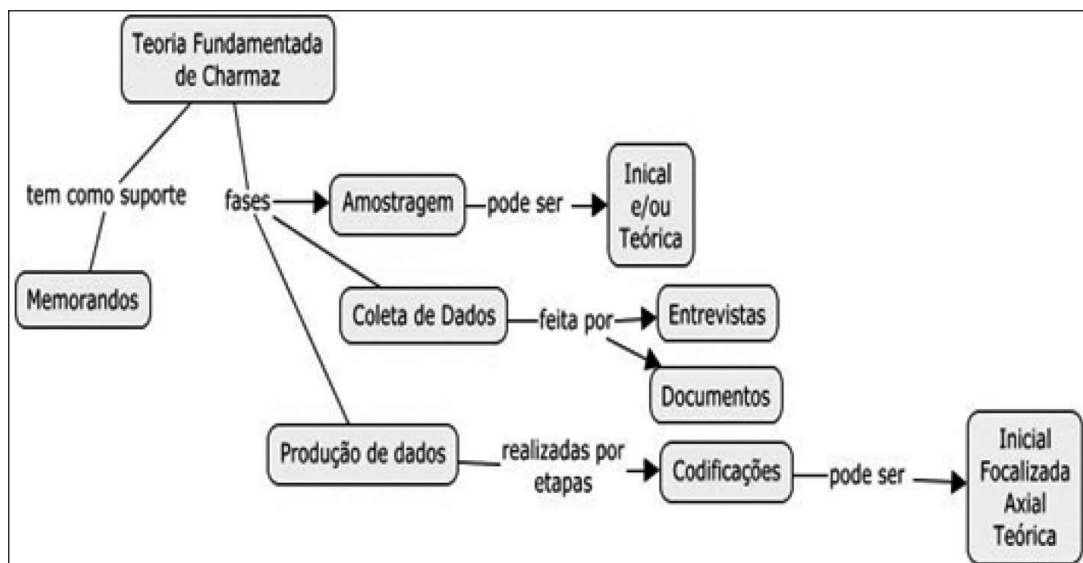 Teoria Fundamentada
de Charmaz
tem como suporte
Memorandos
fases
Amostragem
pode ser
Inical
e/ou
Teórica
Coleta de Dados
feita por
Entrevistas
Documentos
Produção de dados
realizadas por
etapas
Codificações
pode ser
Inicial
Focalizada
Axial
Teórica